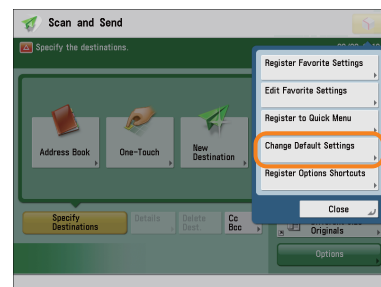 Scan and Send
Specify the destinations.
Register Favorite Settings
Edit Favorite Settings
Register to Quick Menu
Change Default Settings
Register Options Shortcuts
Close
Address Book
One-Touch
New
Destination
Specify
Destinations
Details
Delete
Dest.
Cc
Bcc
Originals
Options